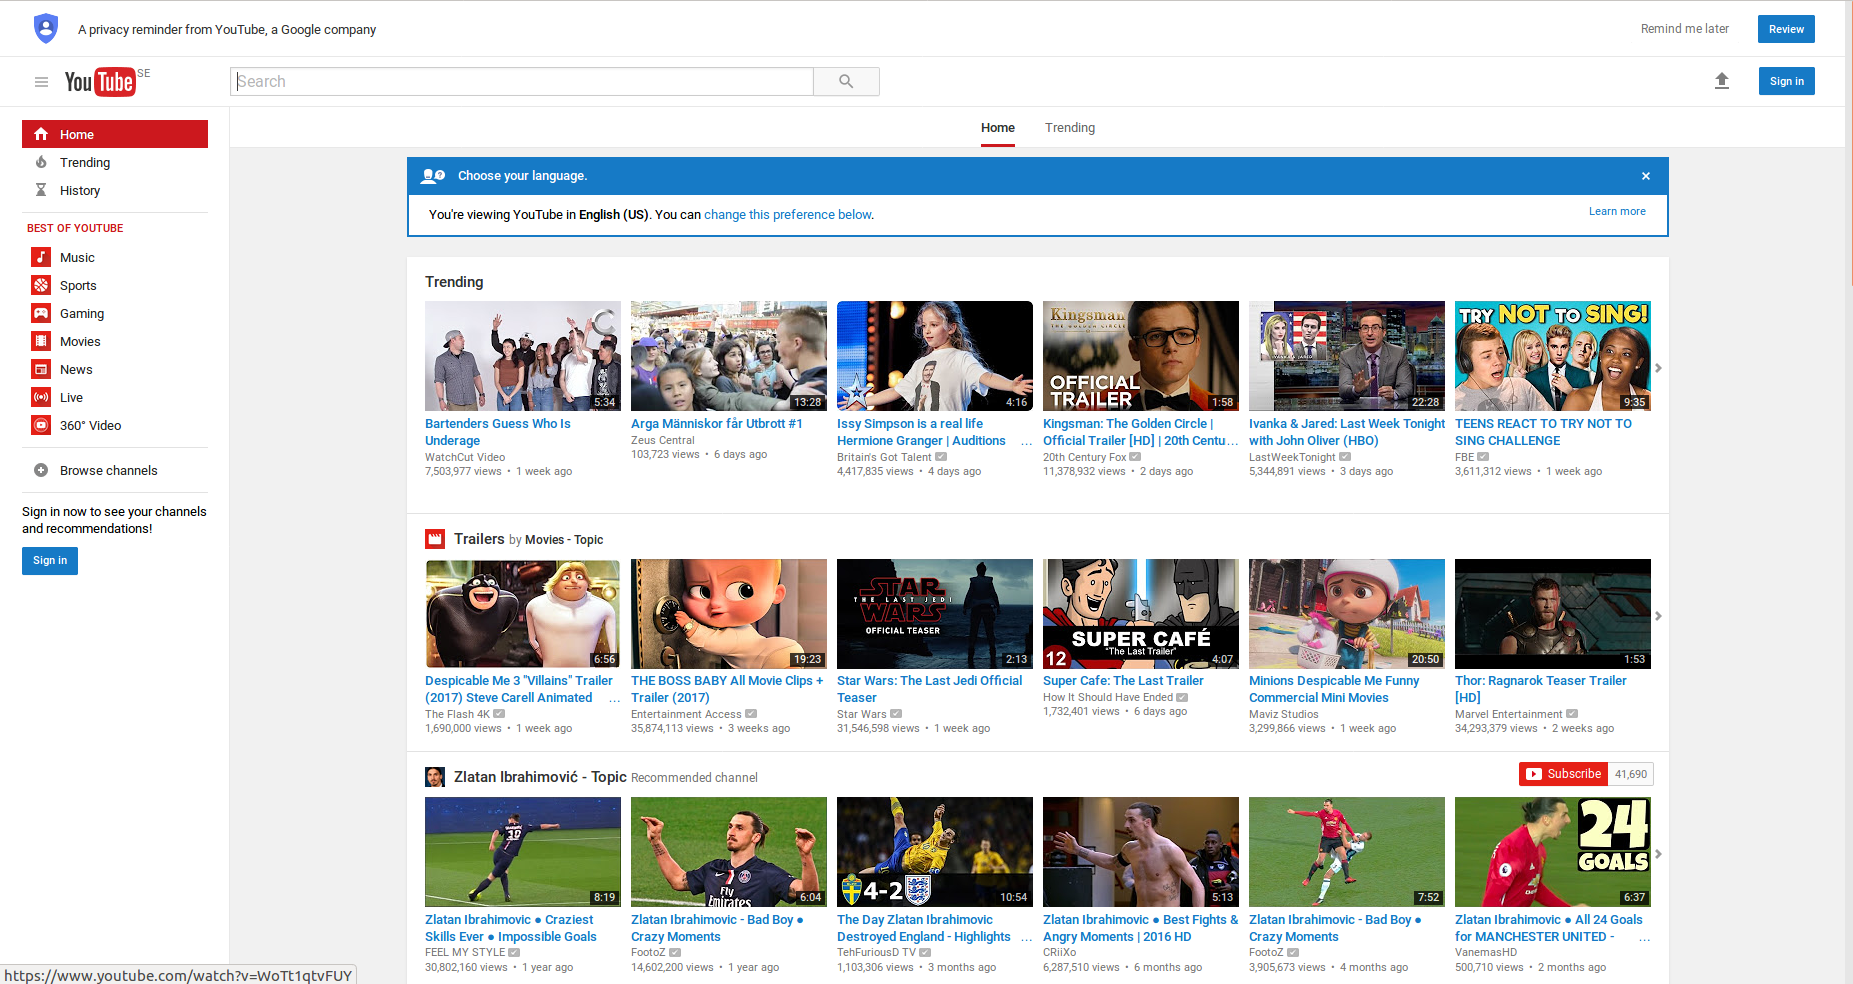 A privacy reminder from YouTube, a Google company
Remind me later
Review
YouTube SE
Search
Sign in
Home
Trending
History
BEST OF YOUTUBE
Music
Sports
Gaming
Movies
News
Live
360° Video
Browse channels
Sign in now to see your channels
and recommendations!
Sign in
Home
Trending
Choose your language.
×
You're viewing YouTube in English (US). You can change this preference below.
Learn more
Trending
5:34
Bartenders Guess Who Is
Underage
WatchCut Video
7,503,977 views • 1 week ago
13:28
Arga Människor får Utbrott #1
Zeus Central
103,723 views • 6 days ago
4:16
Issy Simpson is a real life
Hermione Granger | Auditions ...
Britain's Got Talent
4,417,835 views • 4 days ago
Kingsman
THE GOLDEN CIRCLE
OFFICIAL
TRAILER
1:58
Kingsman: The Golden Circle |
Official Trailer [HD] | 20th Centu...
20th Century Fox
11,378,932 views • 2 days ago
IVANKA & JARED
22:28
Ivanka & Jared: Last Week Tonight
with John Oliver (HBO)
LastWeekTonight
5,344,891 views • 3 days ago
TRY NOT TO SING!
9:35
TEENS REACT TO TRY NOT TO
SING CHALLENGE
FBE
3,611,312 views • 1 week ago
Trailers by Movies - Topic
6:56
Despicable Me 3 "Villains" Trailer
(2017) Steve Carell Animated ...
The Flash 4K
1,690,000 views • 1 week ago
19:23
THE BOSS BABY All Movie Clips +
Trailer (2017)
Entertainment Access
35,874,113 views • 3 weeks ago
STAR
THE LAST JEDI
WARS
OFFICIAL TEASER
2:13
Star Wars: The Last Jedi Official
Teaser
Star Wars
31,546,598 views • 1 week ago
SUPER CAFÉ
"The Last Trailer"
12
4:07
Super Cafe: The Last Trailer
How It Should Have Ended
1,732,401 views • 6 days ago
20:50
Minions Despicable Me Funny
Commercial Mini Movies
Maviz Studios
3,299,866 views • 1 week ago
1:53
Thor: Ragnarok Teaser Trailer
[HD]
Marvel Entertainment
34,293,379 views • 2 weeks ago
Zlatan Ibrahimović - Topic Recommended channel
Subscribe 41,690
10
8:19
Zlatan Ibrahimovic ● Craziest
Skills Ever ● Impossible Goals
FEEL MY STYLE
30,802,160 views • 1 year ago
Fly
Emirates
6:04
Zlatan Ibrahimovic - Bad Boy ●
Crazy Moments
FootoZ
14,602,200 views • 1 year ago
4-2
10:54
The Day Zlatan Ibrahimovic
Destroyed England - Highlights ...
TehFuriousD TV
1,103,306 views • 3 months ago
5:13
Zlatan Ibrahimovic ● Best Fights &
Angry Moments | 2016 HD
CRiiXo
6,287,510 views • 6 months ago
7:52
Zlatan Ibrahimovic - Bad Boy ●
Crazy Moments
FootoZ
3,905,673 views • 4 months ago
24
GOALS
6:37
Zlatan Ibrahimovic ● All 24 Goals
for MANCHESTER UNITED - ...
VanemasHD
500,710 views • 2 months ago
https://www.youtube.com/watch?v=WoTt1qtvFUY